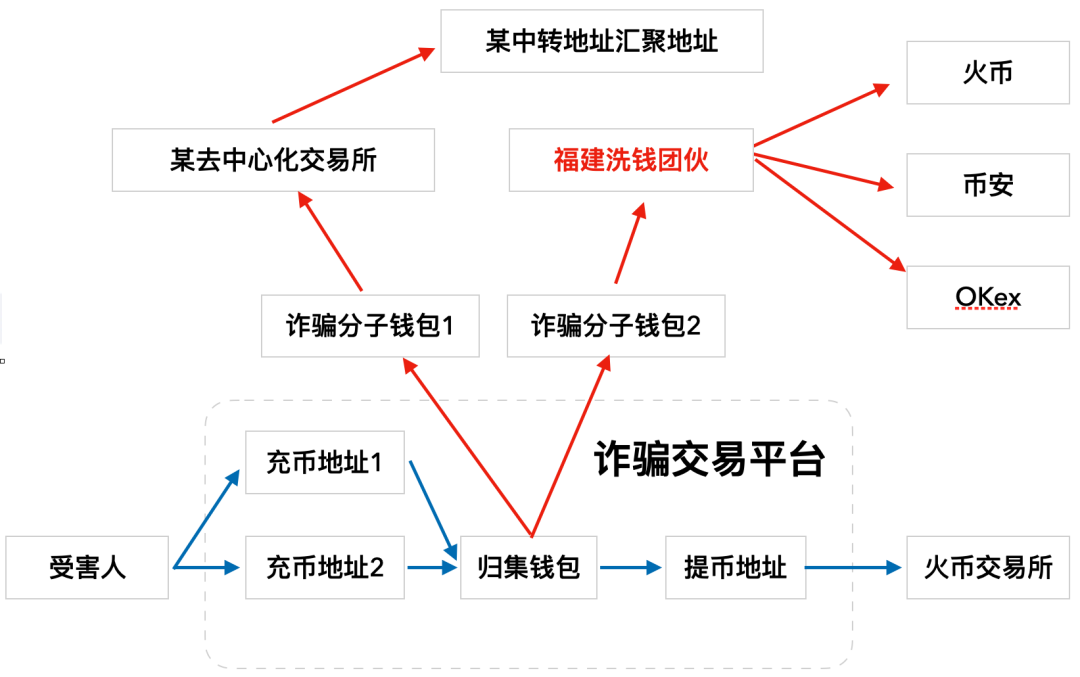 某中转地址汇聚地址
火币
某去中心化交易所
福建洗钱团伙
币安
OKex
诈骗分子钱包1
诈骗分子钱包2
诈骗交易平台
充币地址1
受害人
充币地址2
归集钱包
提币地址
火币交易所